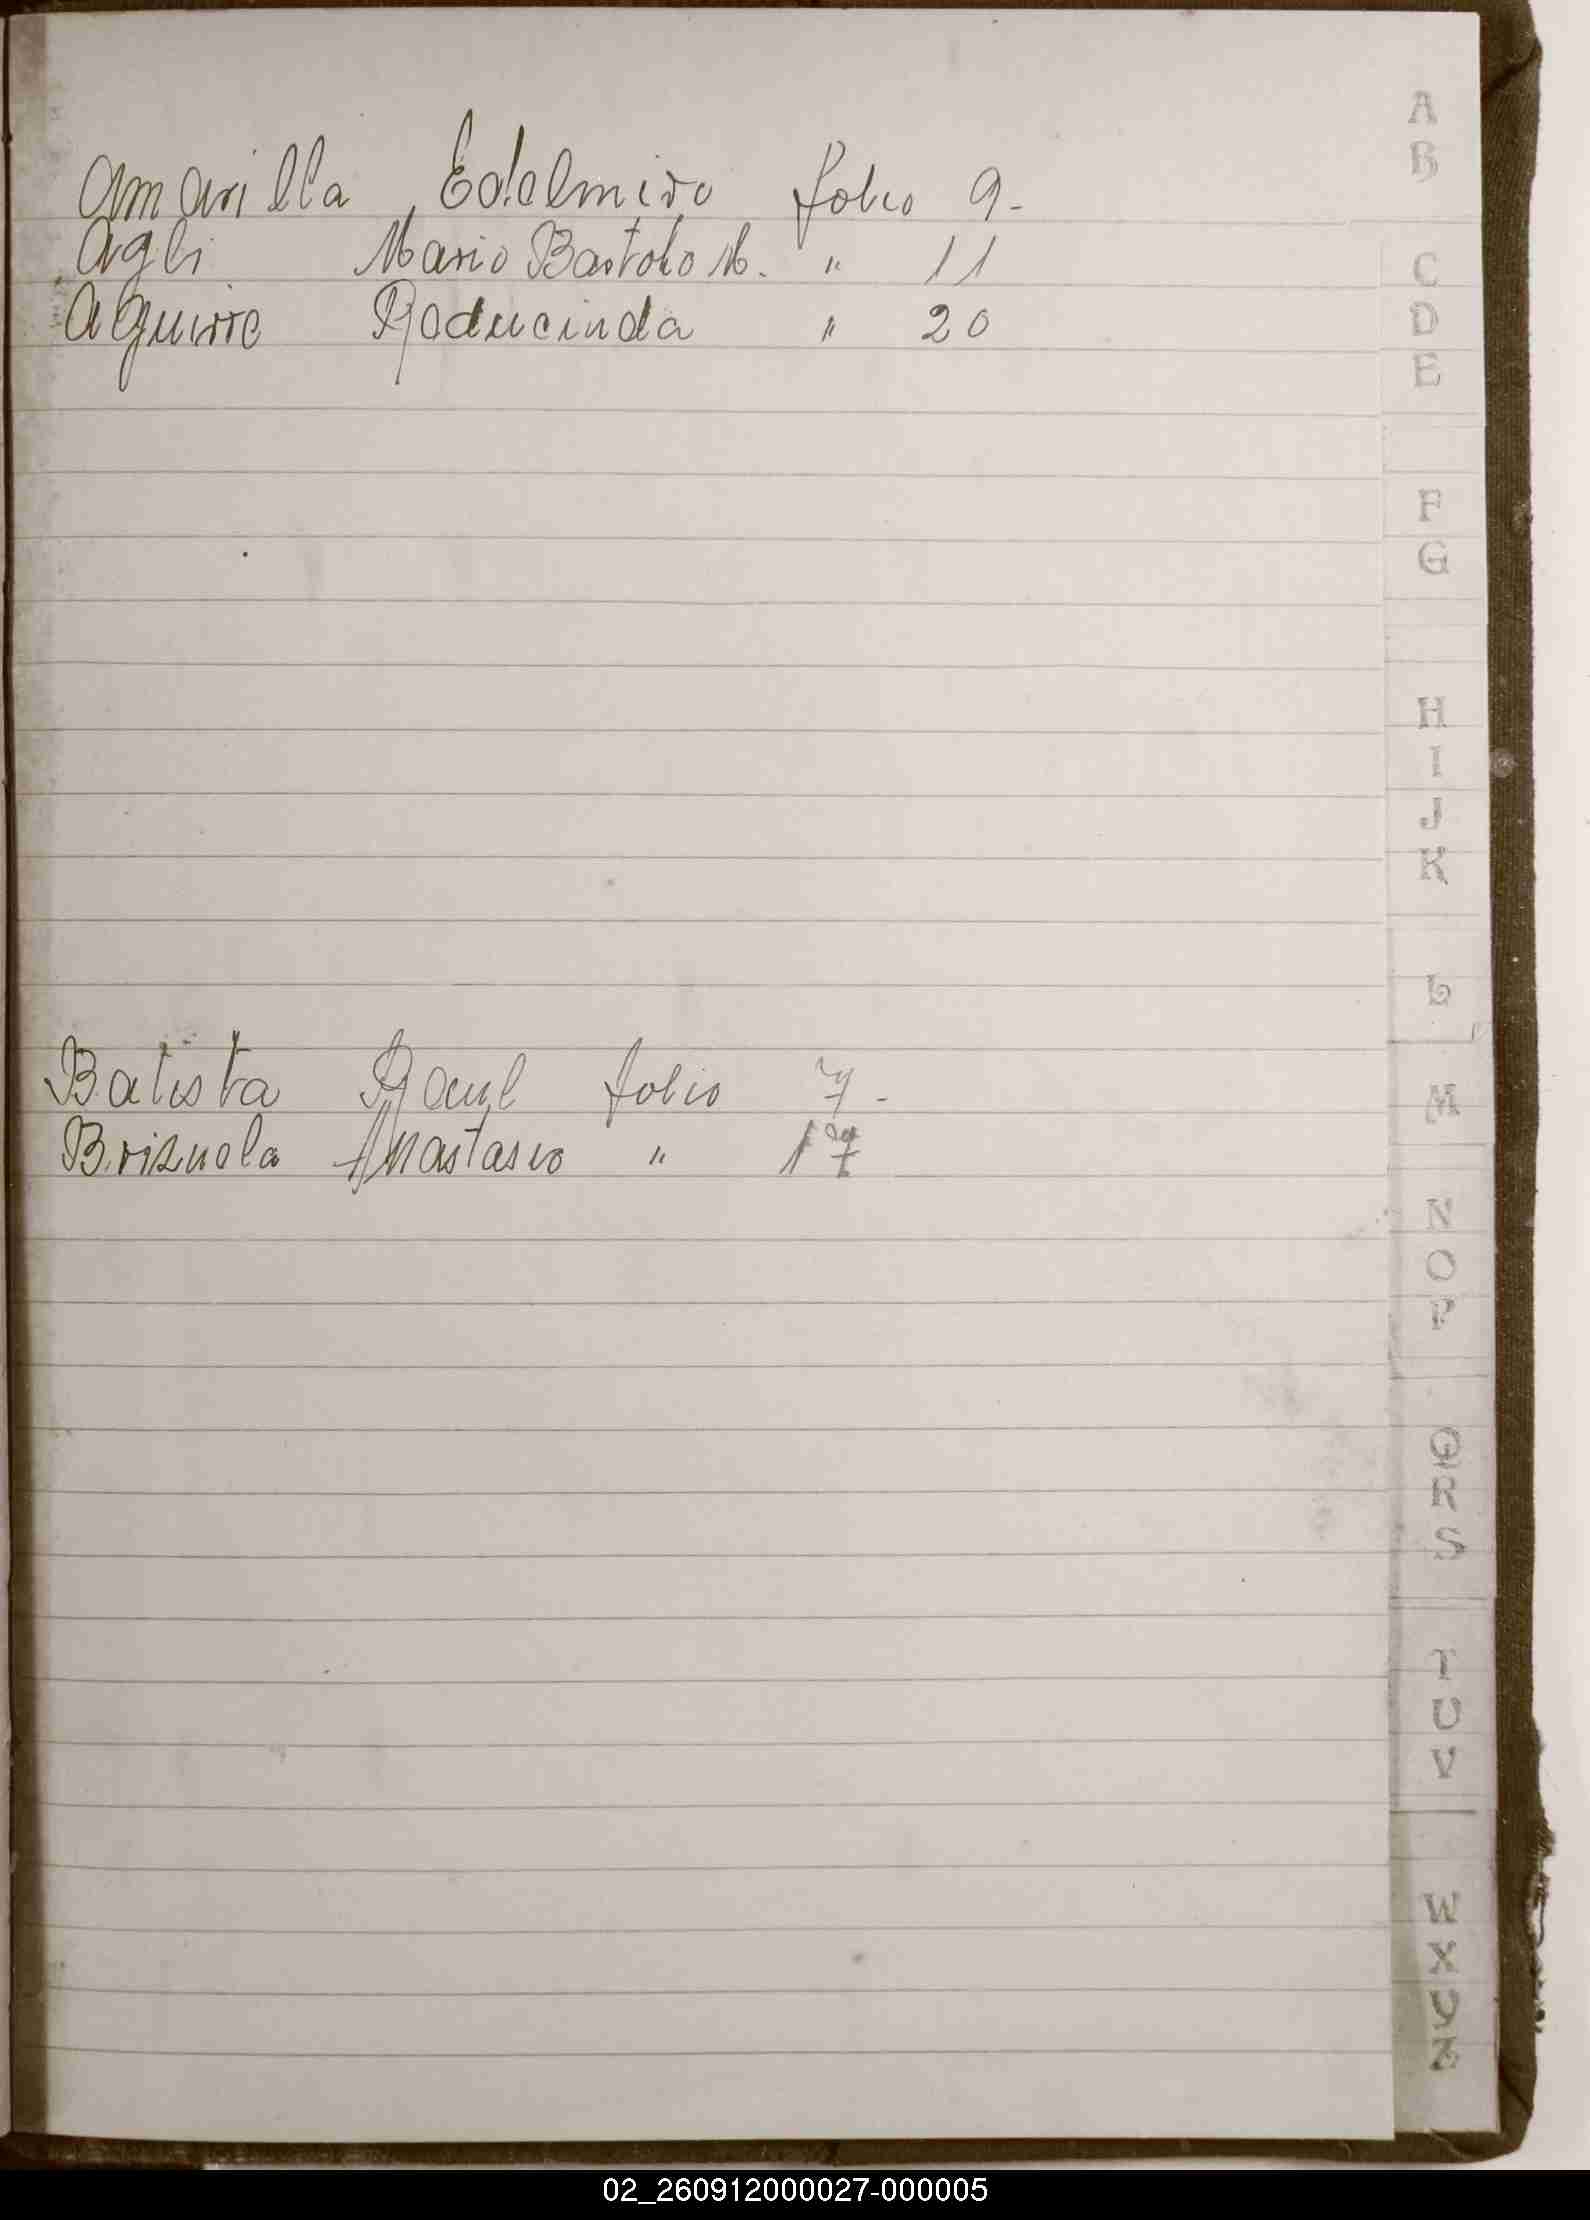 Amarilla Edelmiro folio 9-
Agli Mario Bartolo M. " 11
Aguirre Raducinda " 20
Batista Raul folio 7-
Brizuela Anastasio " 17
A
B
C
D
E
F
G
H
I
J
K
L
M
N
O
P
Q
R
S
T
U
V
W
X
Y
Z
02_260912000027-000005